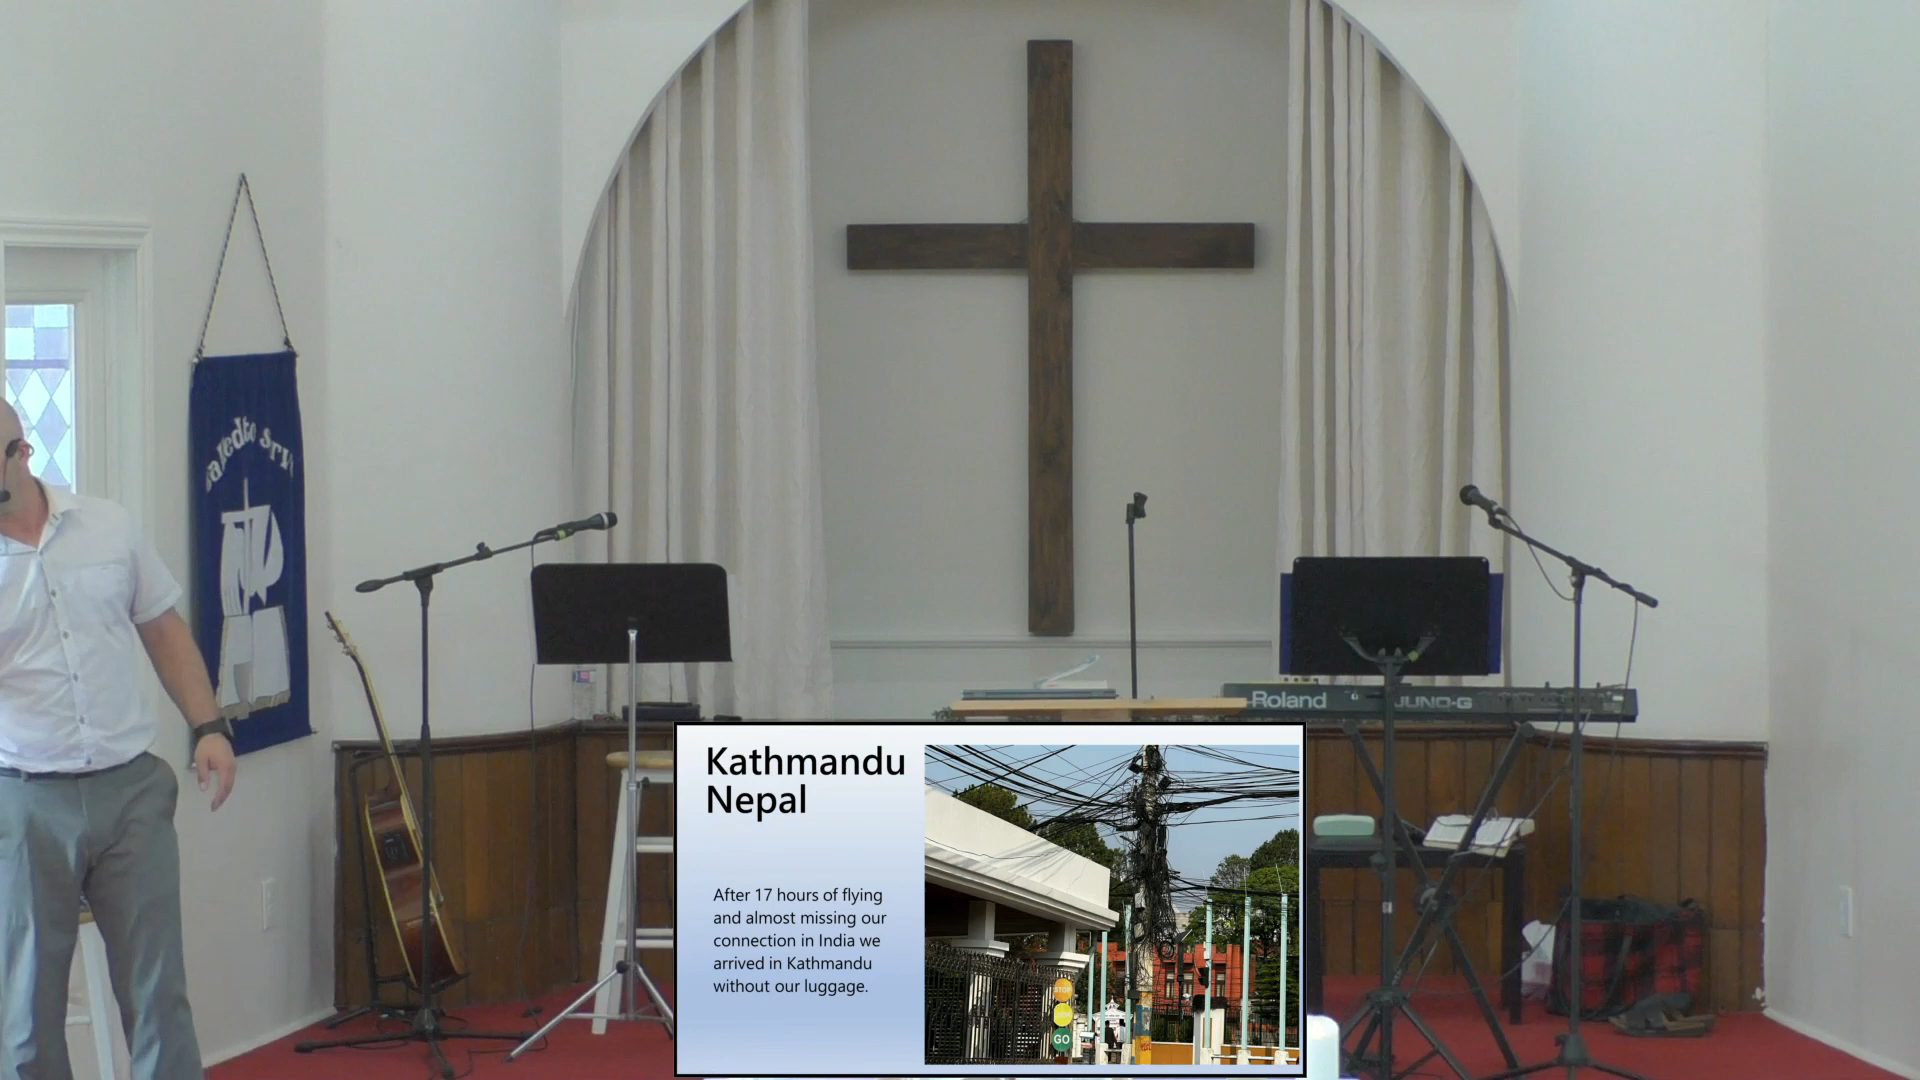 Roland
JUNO-G
Kathmandu
Nepal
After 17 hours of flying
and almost missing our
connection in India we
arrived in Kathmandu
without our luggage.
STOP
GO